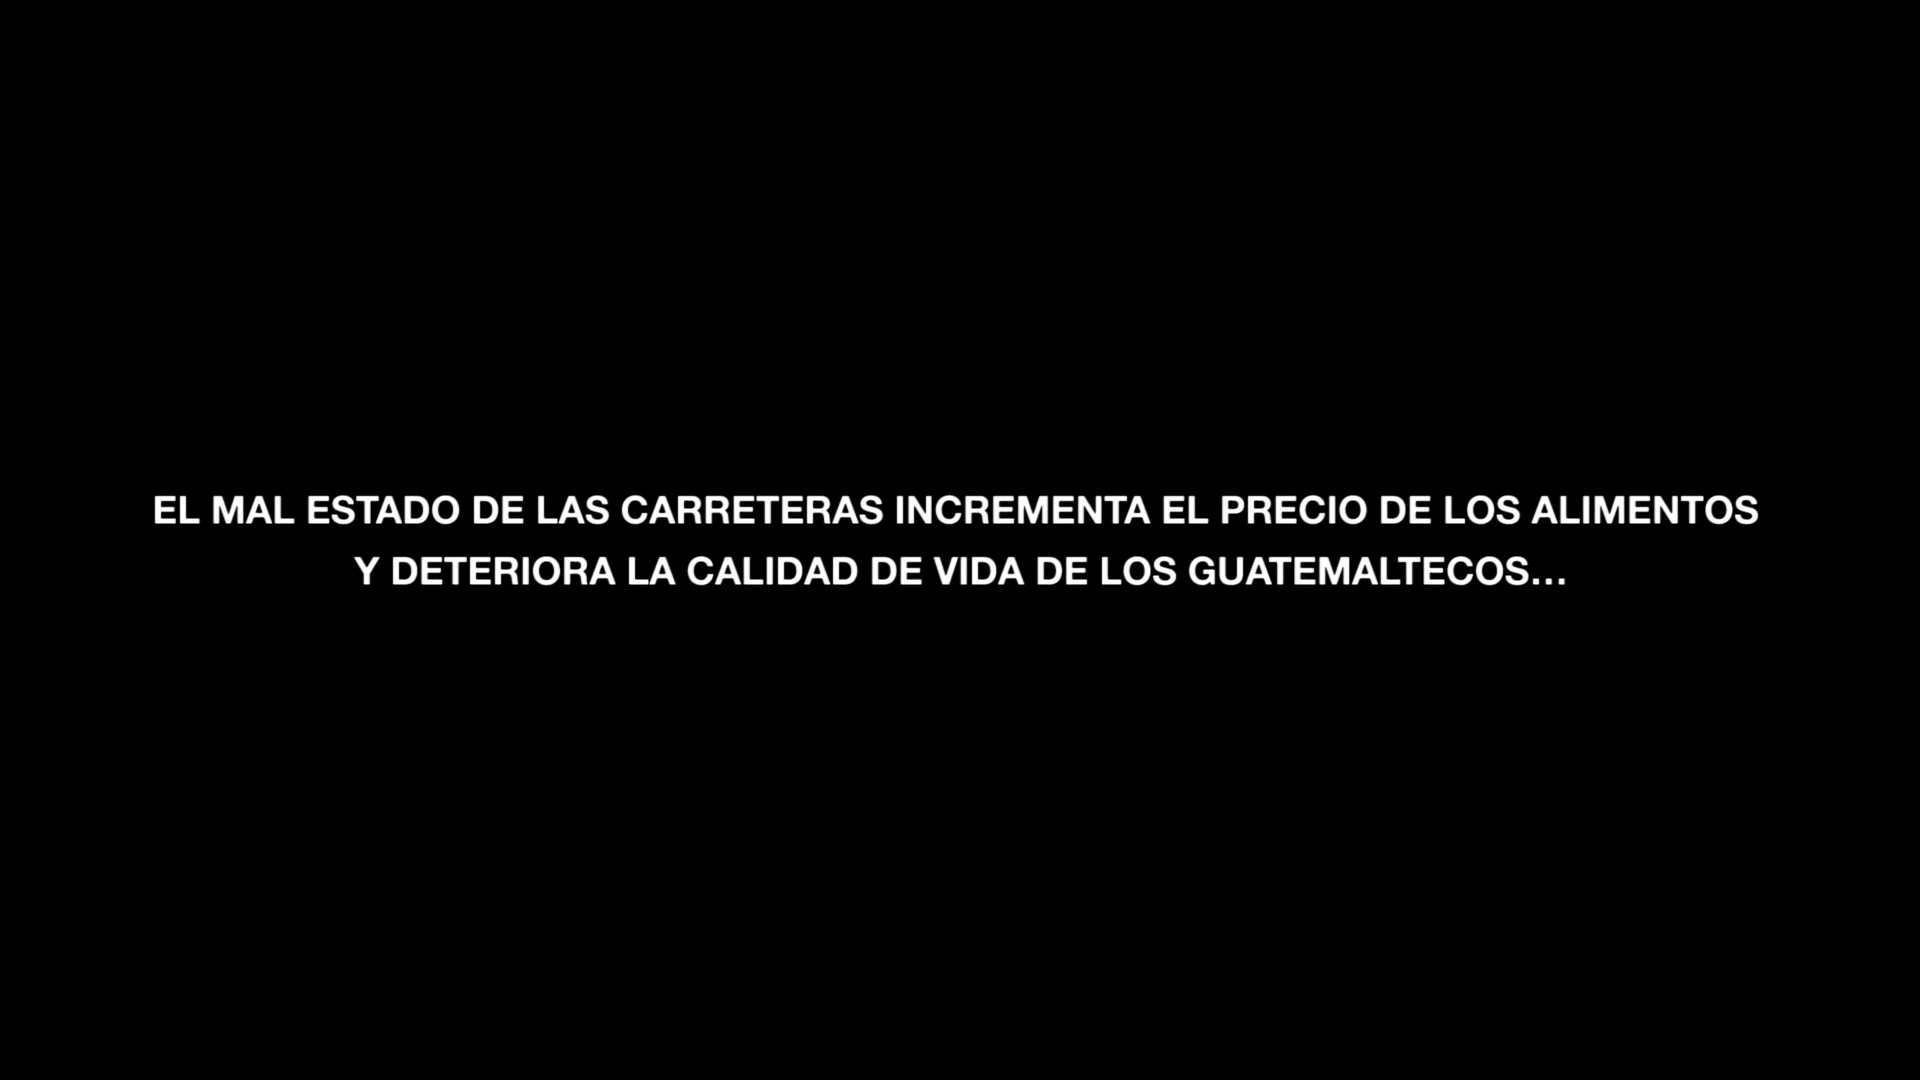 EL MAL ESTADO DE LAS CARRETERAS INCREMENTA EL PRECIO DE LOS ALIMENTOS
Y DETERIORA LA CALIDAD DE VIDA DE LOS GUATEMALTECOS...